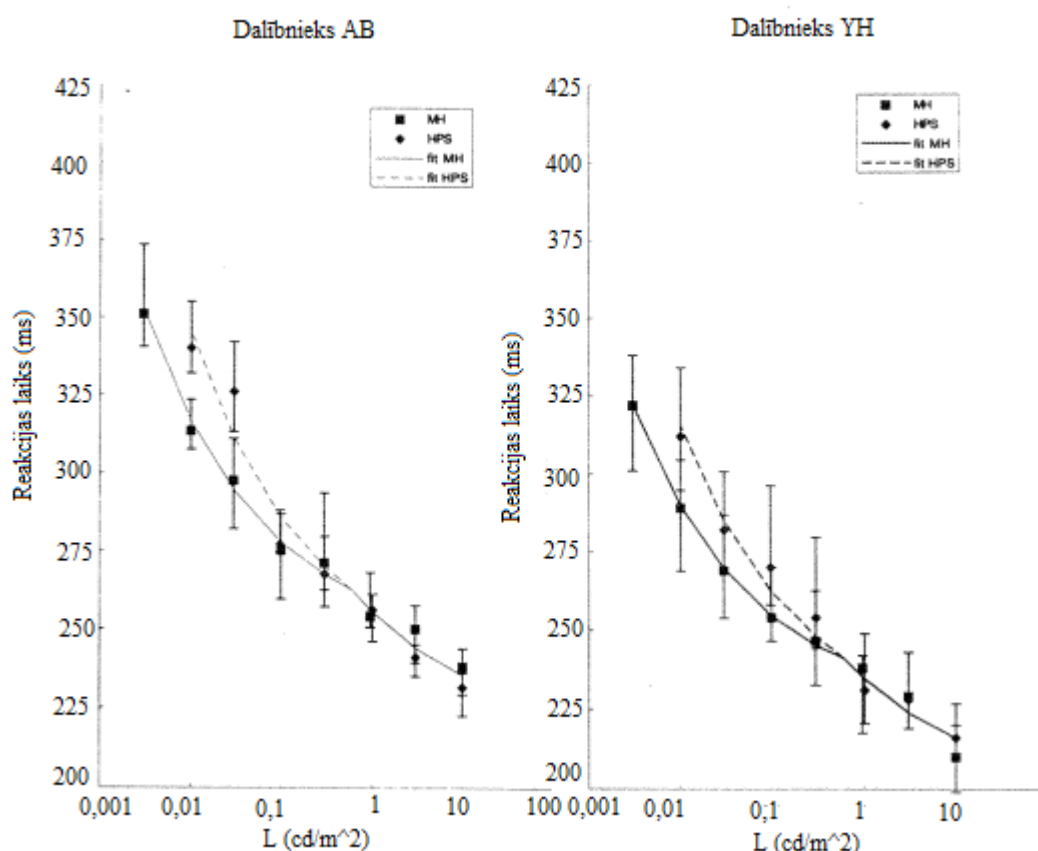 Dalībnieks AB
425
400
375
350
325
300
275
250
225
200
0,001
0,01
0,1
1
10
100
L (cd/m^2)
Reakcijas laiks (ms)
MH
HPS
fit MH
fit HPS
Dalībnieks YH
425
400
375
350
325
300
275
250
225
200
0,001
0,01
0,1
1
10
L (cd/m^2)
Reakcijas laiks (ms)
MH
HPS
fit MH
fit HPS